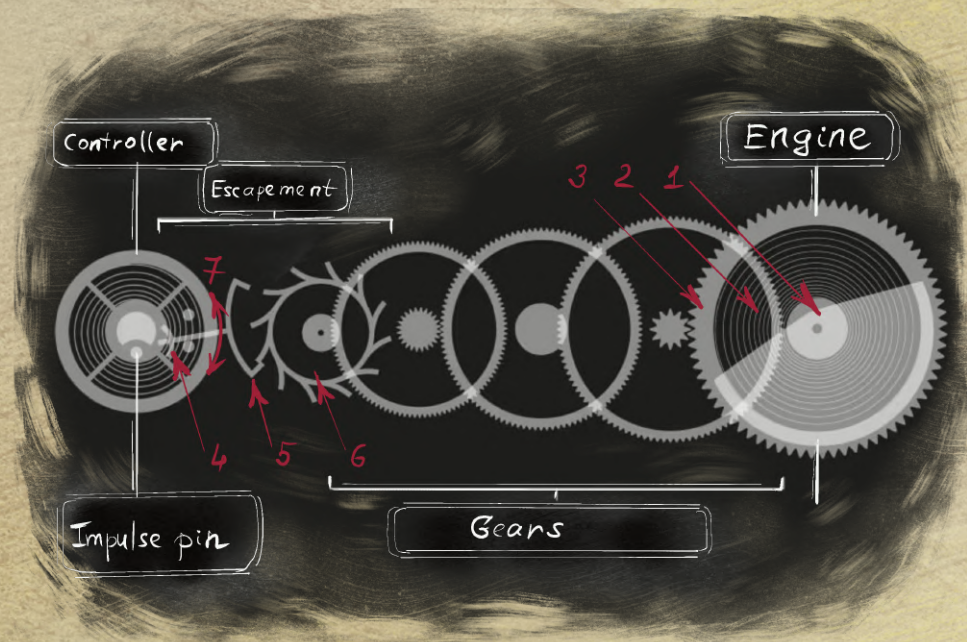 Controller
Engine
Escapement
3 2 1
7
4 5 6
Impulse pin
Gears